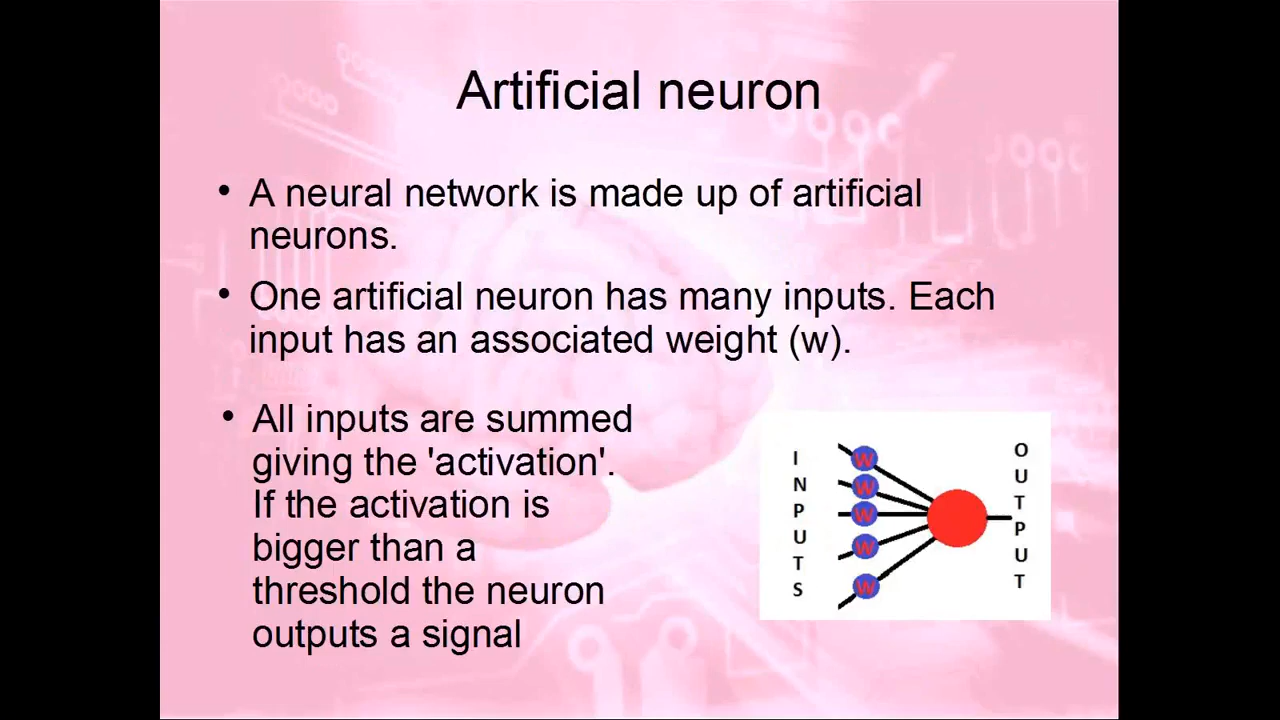 Artificial neuron
• A neural network is made up of artificial
neurons.
• One artificial neuron has many inputs. Each
input has an associated weight (w).
• All inputs are summed
giving the 'activation'.
If the activation is
bigger than a
threshold the neuron
outputs a signal
INPUTS
W
W
W
W
W
OUTPUT